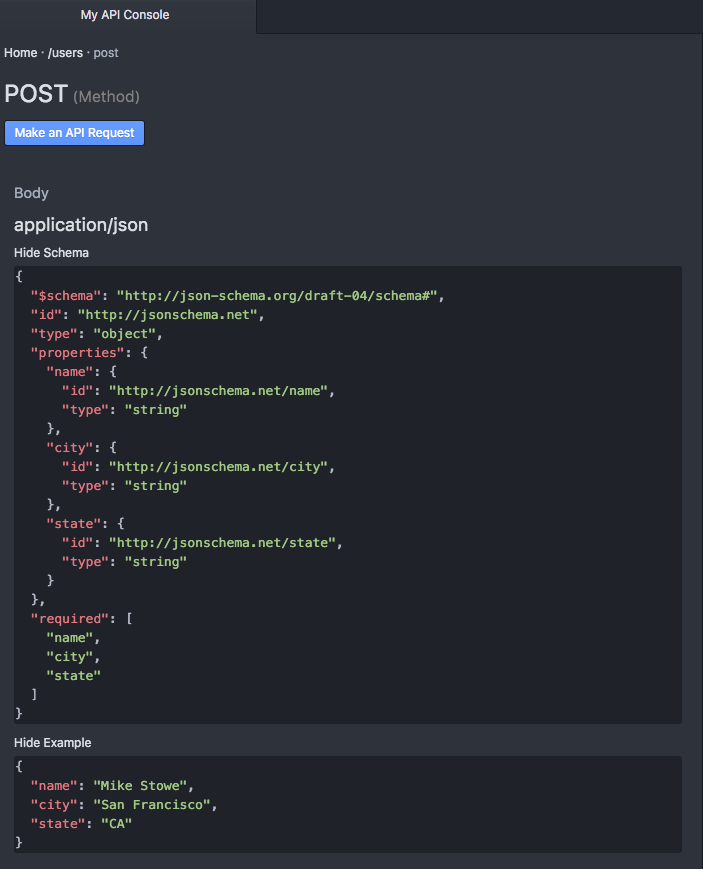 My API Console
Home · /users · post
POST (Method)
Make an API Request
Body
application/json
Hide Schema
{
  "$schema": "http://json-schema.org/draft-04/schema#",
  "id": "http://jsonschema.net",
  "type": "object",
  "properties": {
    "name": {
      "id": "http://jsonschema.net/name",
      "type": "string"
    },
    "city": {
      "id": "http://jsonschema.net/city",
      "type": "string"
    },
    "state": {
      "id": "http://jsonschema.net/state",
      "type": "string"
    }
  },
  "required": [
    "name",
    "city",
    "state"
  ]
}
Hide Example
{
  "name": "Mike Stowe",
  "city": "San Francisco",
  "state": "CA"
}